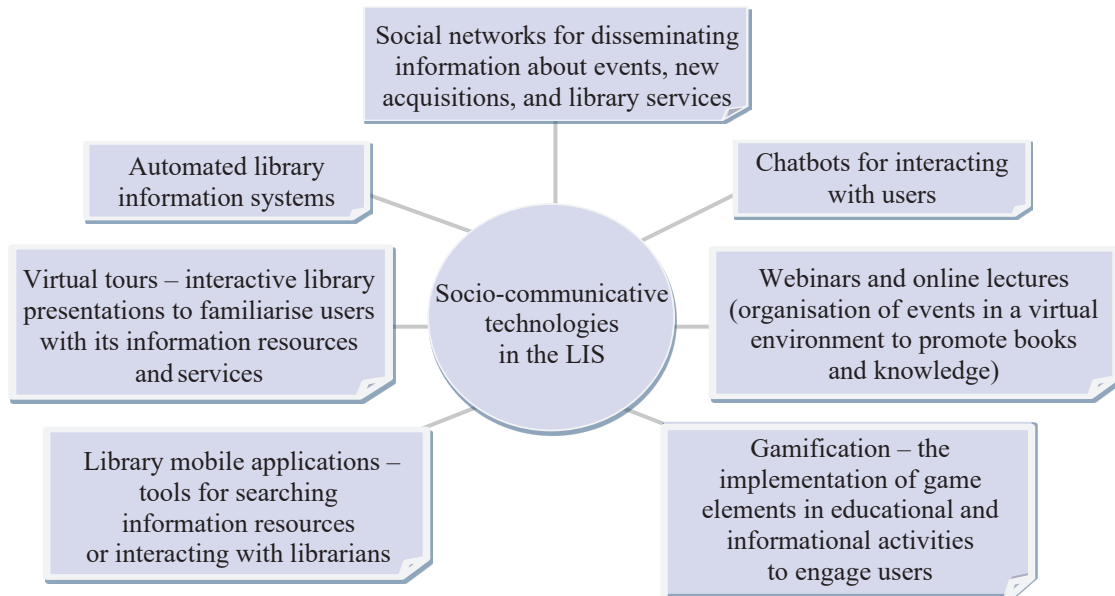 Social networks for disseminating
information about events, new
acquisitions, and library services
Automated library
information systems
Chatbots for interacting
with users
Virtual tours – interactive library
presentations to familiarise users
with its information resources
and services
Socio-communicative
technologies
in the LIS
Webinars and online lectures
(organisation of events in a virtual
environment to promote books
and knowledge)
Library mobile applications –
tools for searching
information resources
or interacting with librarians
Gamification – the
implementation of game
elements in educational and
informational activities
to engage users